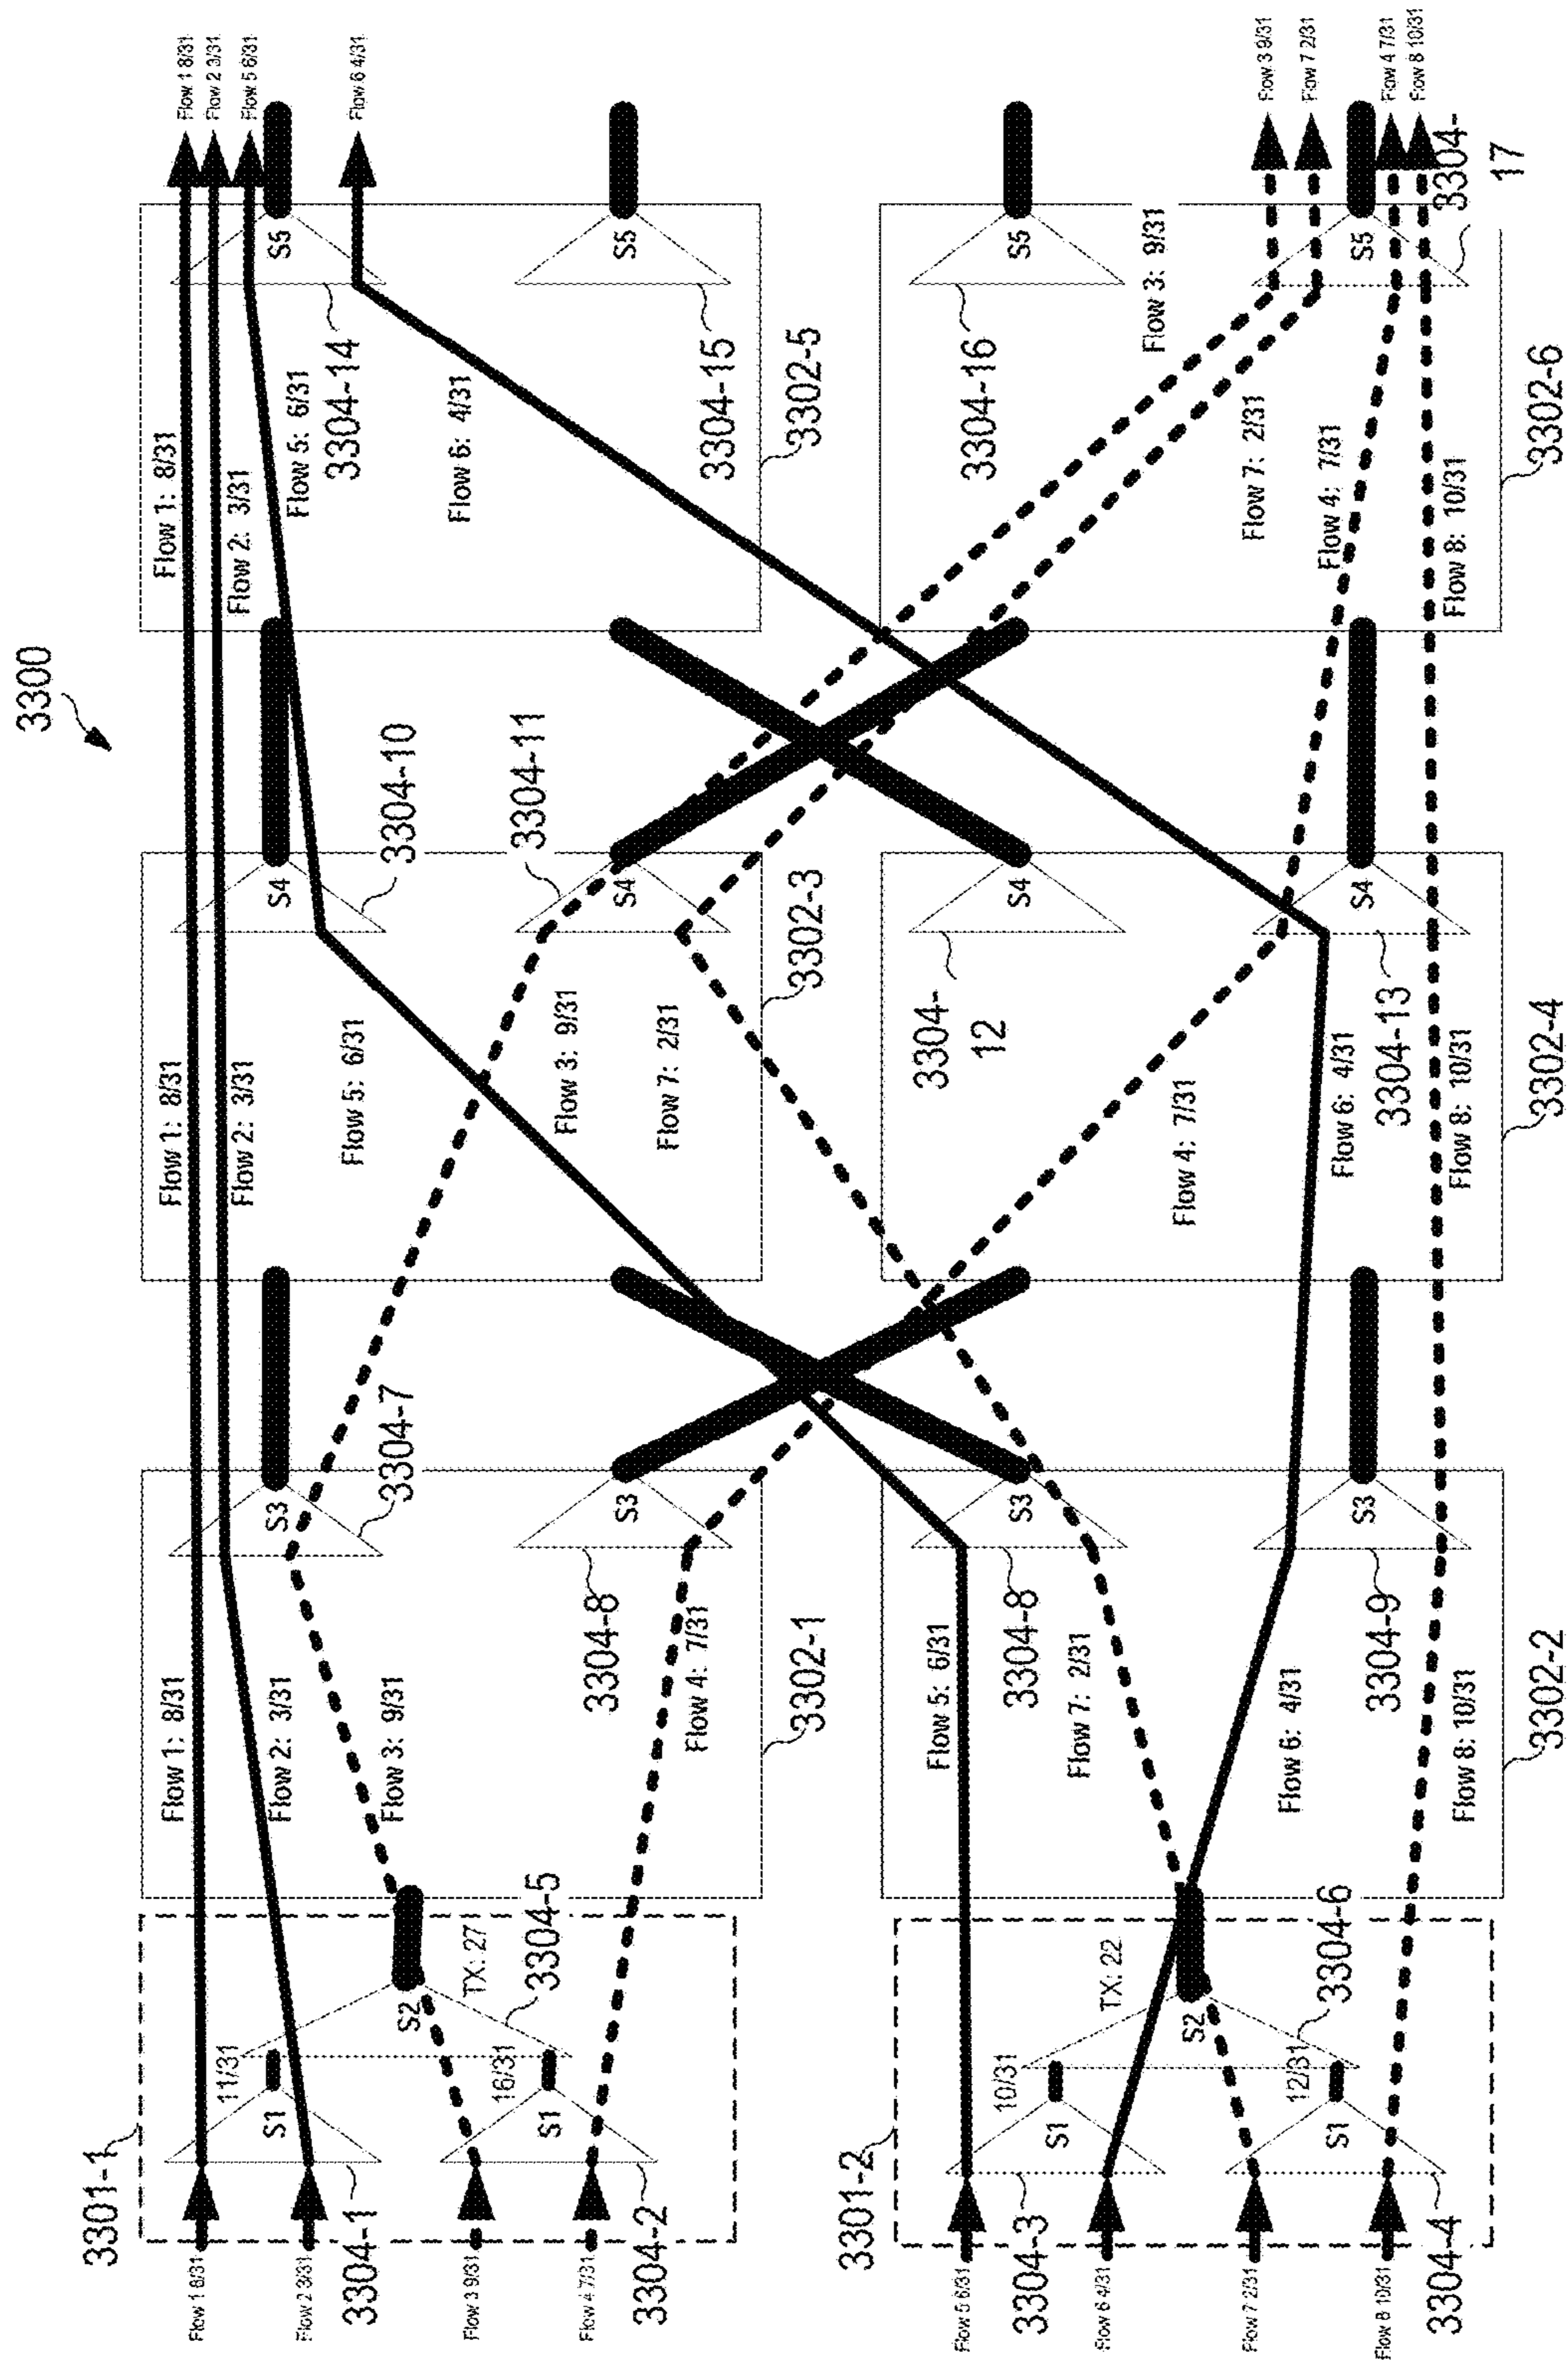 3300
3301-1
Flow 1 8/31
Flow 2 3/31
3304-1
Flow 3 9/31
Flow 4 7/31
3304-2
S1
11/31
S1
16/31
S2
TX: 27
3304-5
Flow 1: 8/31
Flow 2: 3/31
Flow 3: 9/31
Flow 4: 7/31
3304-8
3302-1
S3
3304-7
S3
Flow 1: 8/31
Flow 2: 3/31
Flow 5: 6/31
Flow 3: 9/31
Flow 7: 2/31
3302-3
S4
3304-10
3304-11
S4
Flow 1: 8/31
Flow 2: 3/31
Flow 5: 6/31
3304-14
Flow 6: 4/31
3304-15
3302-5
S5
S5
Flow 1 8/31
Flow 2 3/31
Flow 5 6/31
Flow 6 4/31
3301-2
Flow 5 6/31
3304-3
Flow 6 4/31
Flow 7 2/31
Flow 8 10/31
3304-4
S1
10/31
S1
12/31
S2
TX: 22
3304-6
Flow 5: 6/31
3304-8
Flow 7: 2/31
Flow 6: 4/31
3304-9
Flow 8: 10/31
3302-2
S3
S3
3304-
12
Flow 4: 7/31
Flow 6: 4/31
3304-13
Flow 8: 10/31
3302-4
S4
S4
3304-16
Flow 3: 9/31
Flow 7: 2/31
Flow 4: 7/31
Flow 8: 10/31
3302-6
S5
S5
Flow 3 9/31
Flow 7 2/31
Flow 4 7/31
Flow 8 10/31
3304-
17